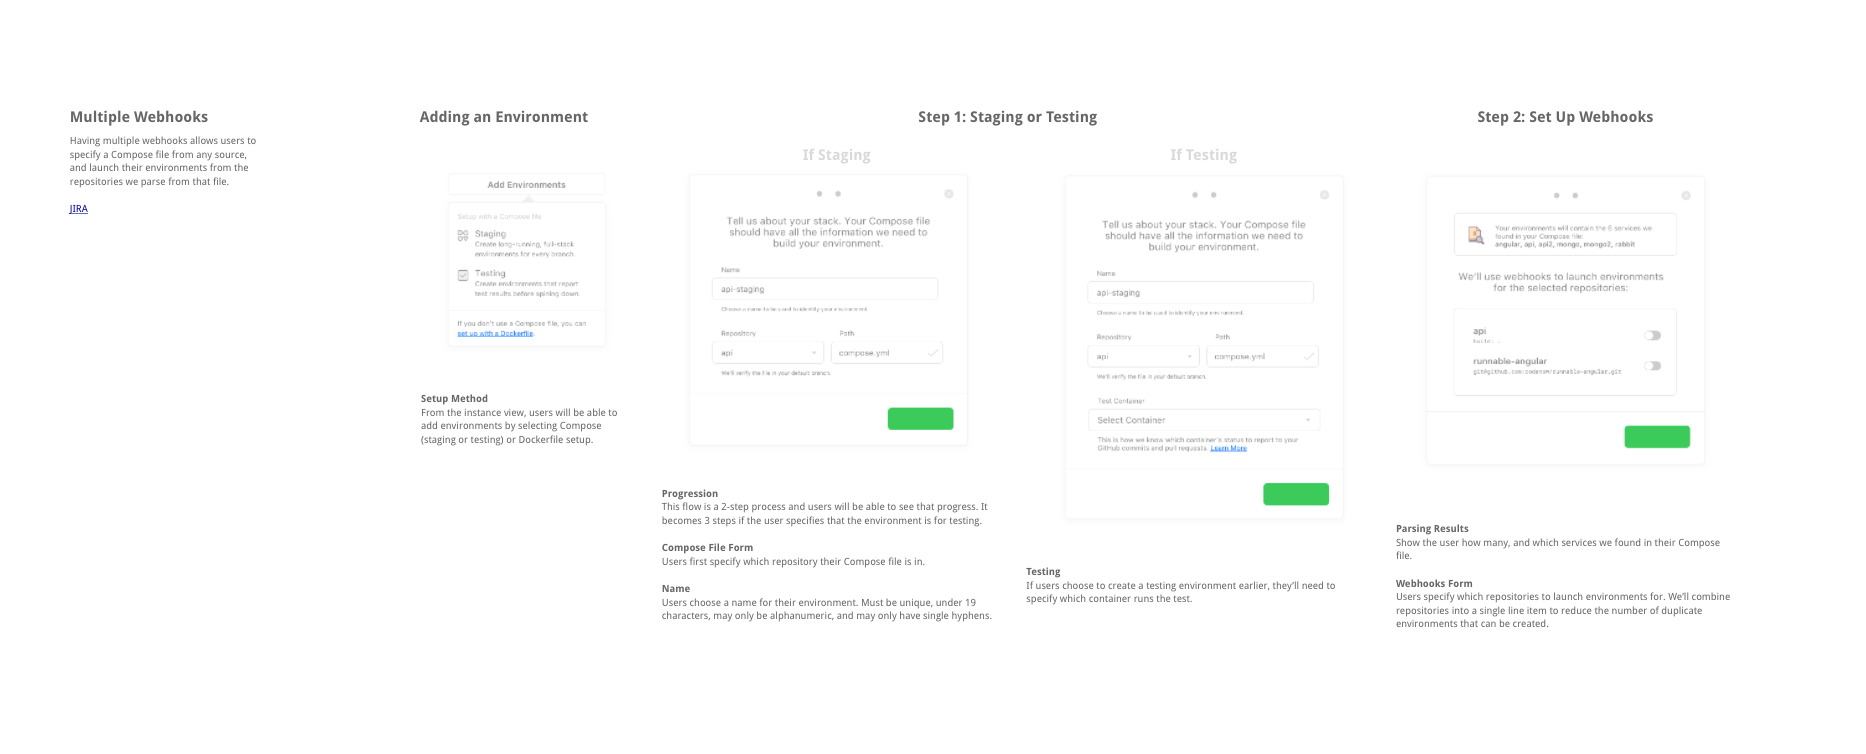 Multiple Webhooks
Having multiple webhooks allows users to
specify a Compose file from any source,
and launch their environments from the
repositories we parse from that file.
JIRA
Adding an Environment
Add Environments
Setup with a Compose file
Staging
Create long-running, full-stack
environments for every branch.
Testing
Create environments that report
test results before spining down.
If you don't use a Compose file, you can
set up with a Dockerfile.
Setup Method
From the instance view, users will be able to
add environments by selecting Compose
(staging or testing) or Dockerfile setup.
Step 1: Staging or Testing
If Staging
Tell us about your stack. Your Compose file
should have all the information we need to
build your environment.
Name
api-staging
Choose a name to be used to identify your environment.
Repository Path
api compose.yml
We'll verify the file in your default branch.
Progression
This flow is a 2-step process and users will be able to see that progress. It
becomes 3 steps if the user specifies that the environment is for testing.
Compose File Form
Users first specify which repository their Compose file is in.
Name
Users choose a name for their environment. Must be unique, under 19
characters, may only be alphanumeric, and may only have single hyphens.
If Testing
Tell us about your stack. Your Compose file
should have all the information we need to
build your environment.
Name
api-staging
Choose a name to be used to identify your environment.
Repository Path
api compose.yml
We'll verify the file in your default branch.
Test Container
Select Container
This is how we know which container's status to report to your
GitHub commits and pull requests. Learn More
Testing
If users choose to create a testing environment earlier, they'll need to
specify which container runs the test.
Step 2: Set Up Webhooks
Your environments will contain the 6 services we
found in your Compose file:
angular, api, api2, mongo, mongo2, rabbit
We'll use webhooks to launch environments
for the selected repositories:
api
build: .
runnable-angular
git@github.com:codenow/runnable-angular.git
Parsing Results
Show the user how many, and which services we found in their Compose
file.
Webhooks Form
Users specify which repositories to launch environments for. We'll combine
repositories into a single line item to reduce the number of duplicate
environments that can be created.